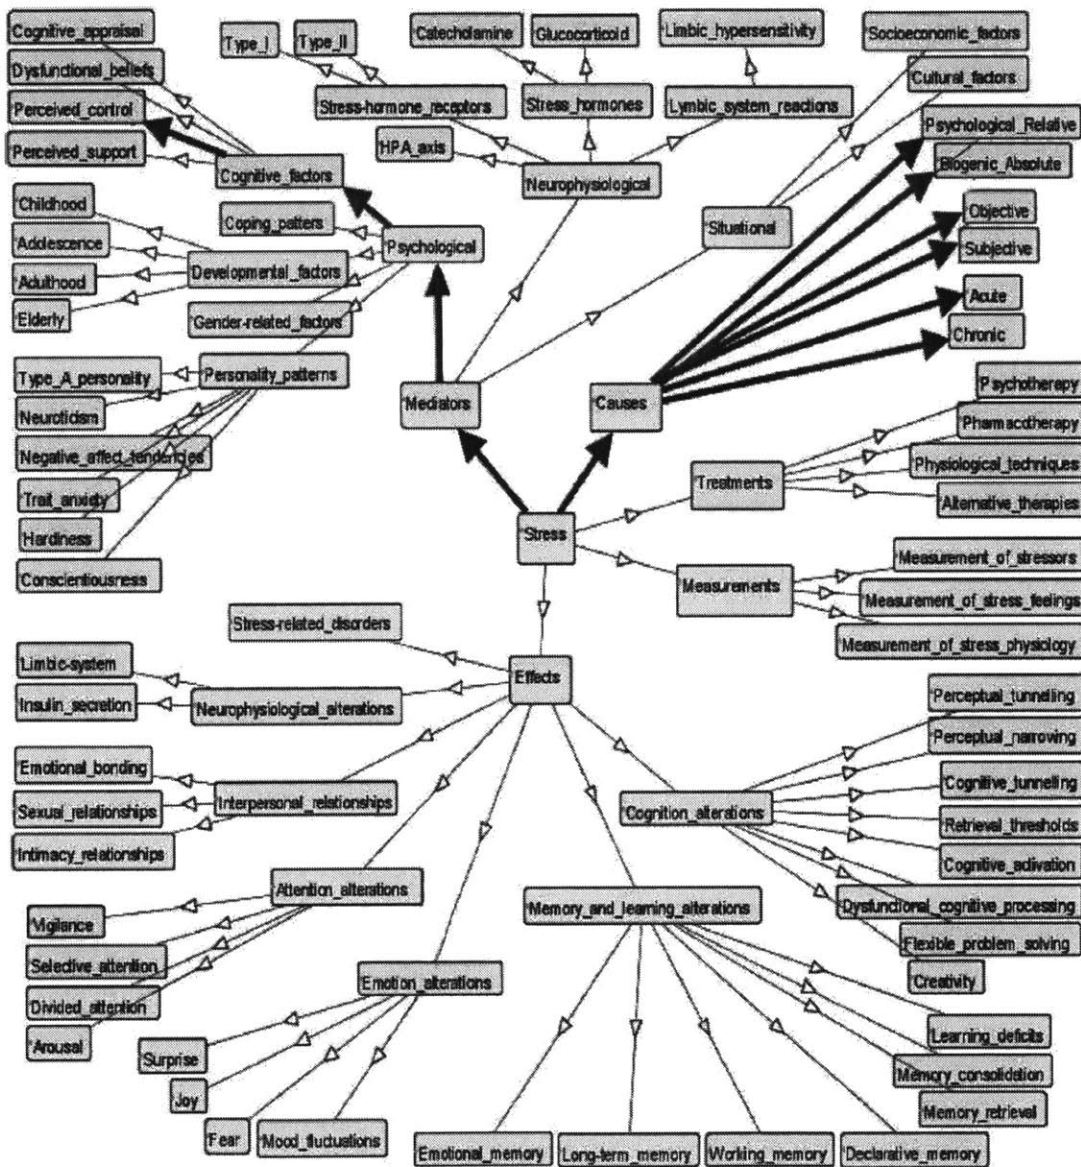 Cognitive_appraisal
Dysfunctional_beliefs
Perceived_control
Perceived_support
Cognitive_factors
Type_I
Type_II
Stress-hormone_receptors
HPA_axis
Catecholamine
Glucocorticoid
Stress_hormones
Limbic_hypersensitivity
Lymbic_system_reactions
Neurophysiological
Socioeconomic_factors
Cultural_factors
Situational
Psychological_Relative
Biogenic_Absolute
Objective
Subjective
Acute
Chronic
Childhood
Adolescence
Adulthood
Elderly
Coping_patters
Psychological
Developmental_factors
Gender-related_factors
Personality_patterns
Type_A_personality
Neuroticism
Negative_affect_tendencies
Trait_anxiety
Hardiness
Conscientiousness
Mediators
Causes
Stress
Treatments
Psychotherapy
Pharmacotherapy
Physiological_techniques
Alternative_therapies
Measurements
Measurement_of_stressors
Measurement_of_stress_feelings
Measurement_of_stress_physiology
Stress-related_disorders
Effects
Limbic-system
Insulin_secretion
Neurophysiological_alterations
Emotional_bonding
Sexual_relationships
Intimacy_relationships
Interpersonal_relationships
Perceptual_tunnelling
Perceptual_narroving
Cognitive_tunnelling
Retrieval_thresholds
Cognitive_activation
Dysfunctional_cognitive_processing
Flexible_problem_solving
Creativity
Cognition_alterations
Attention_alterations
Vigilance
Selective_attention
Divided_attention
Arousal
Memory_and_learning_alterations
Emotion_alterations
Surprise
Joy
Fear
Mood_fluctuations
Learning_deficits
Memory_consolidation
Memory_retrieval
Emotional_memory
Long-term_memory
Working_memory
Declarative_memory